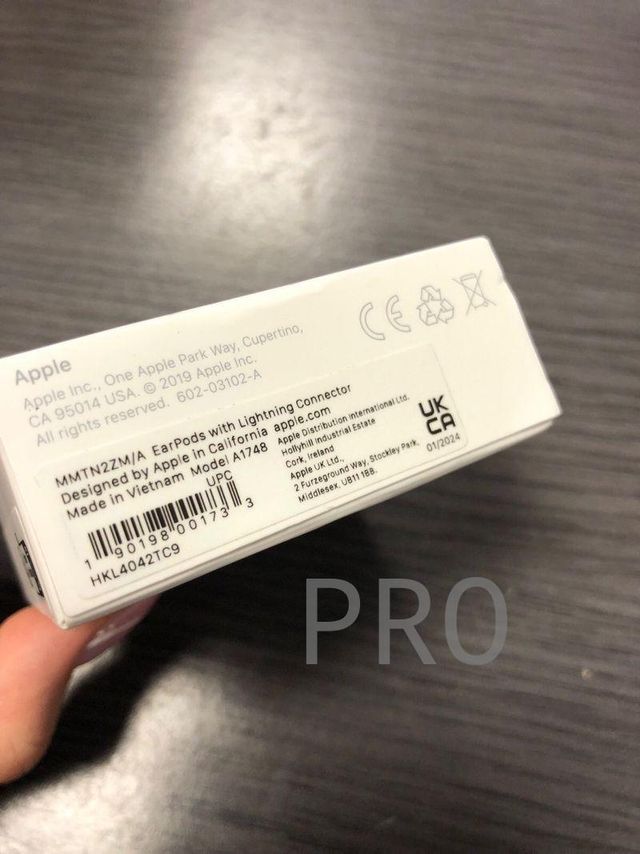 Apple
Apple Inc., One Apple Park Way, Cupertino,
CA 95014 USA. © 2019 Apple Inc.
All rights reserved. 602-03102-A
MMTN2ZM/A EarPods with Lightning Connector
Designed by Apple in California apple.com
Made in Vietnam Model A1748
UPC
1 90198 00173 3
HKL4042TC9
Apple Distribution International Ltd.
Hollyhill Industrial Estate
Cork, Ireland
Apple UK Ltd.,
2 Furzeground Way, Stockley Park,
Middlesex, UB11 1BB.
CE
UK
CA
01/2024
PRO